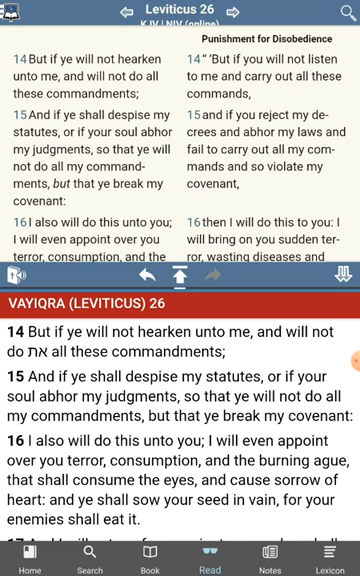 Leviticus 26
KJV | NIV (online)
14 But if ye will not hearken
unto me, and will not do all
these commandments;
15 And if ye shall despise my
statutes, or if your soul abhor
my judgments, so that ye will
not do all my command-
ments, but that ye break my
covenant:
16 I also will do this unto you;
I will even appoint over you
terror, consumption, and the
Punishment for Disobedience
14 “ ‘But if you will not listen
to me and carry out all these
commands,
15 and if you reject my de-
crees and abhor my laws and
fail to carry out all my com-
mands and so violate my
covenant,
16 then I will do this to you: I
will bring on you sudden ter-
ror, wasting diseases and
VAYIQRA (LEVITICUS) 26
14 But if ye will not hearken unto me, and will not
do את all these commandments;
15 And if ye shall despise my statutes, or if your
soul abhor my judgments, so that ye will not do all
my commandments, but that ye break my covenant:
16 I also will do this unto you; I will even appoint
over you terror, consumption, and the burning ague,
that shall consume the eyes, and cause sorrow of
heart: and ye shall sow your seed in vain, for your
enemies shall eat it.
Home
Search
Book
Read
Notes
Lexicon